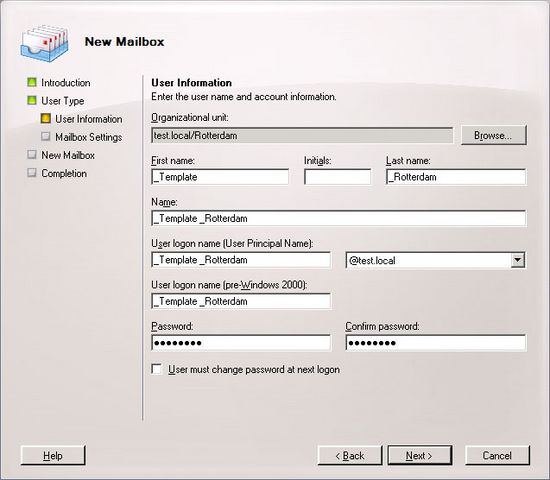 New Mailbox
Introduction
User Type
User Information
Mailbox Settings
New Mailbox
Completion
User Information
Enter the user name and account information.
Organizational unit:
test.local/Rotterdam
Browse...
First name: Initials: Last name:
_Template _Rotterdam
Name:
_Template _Rotterdam
User logon name (User Principal Name):
_Template _Rotterdam @test.local
User logon name (pre-Windows 2000):
_Template _Rotterdam
Password: Confirm password:
●●●●●●●● ●●●●●●●●
User must change password at next logon
Help < Back Next > Cancel